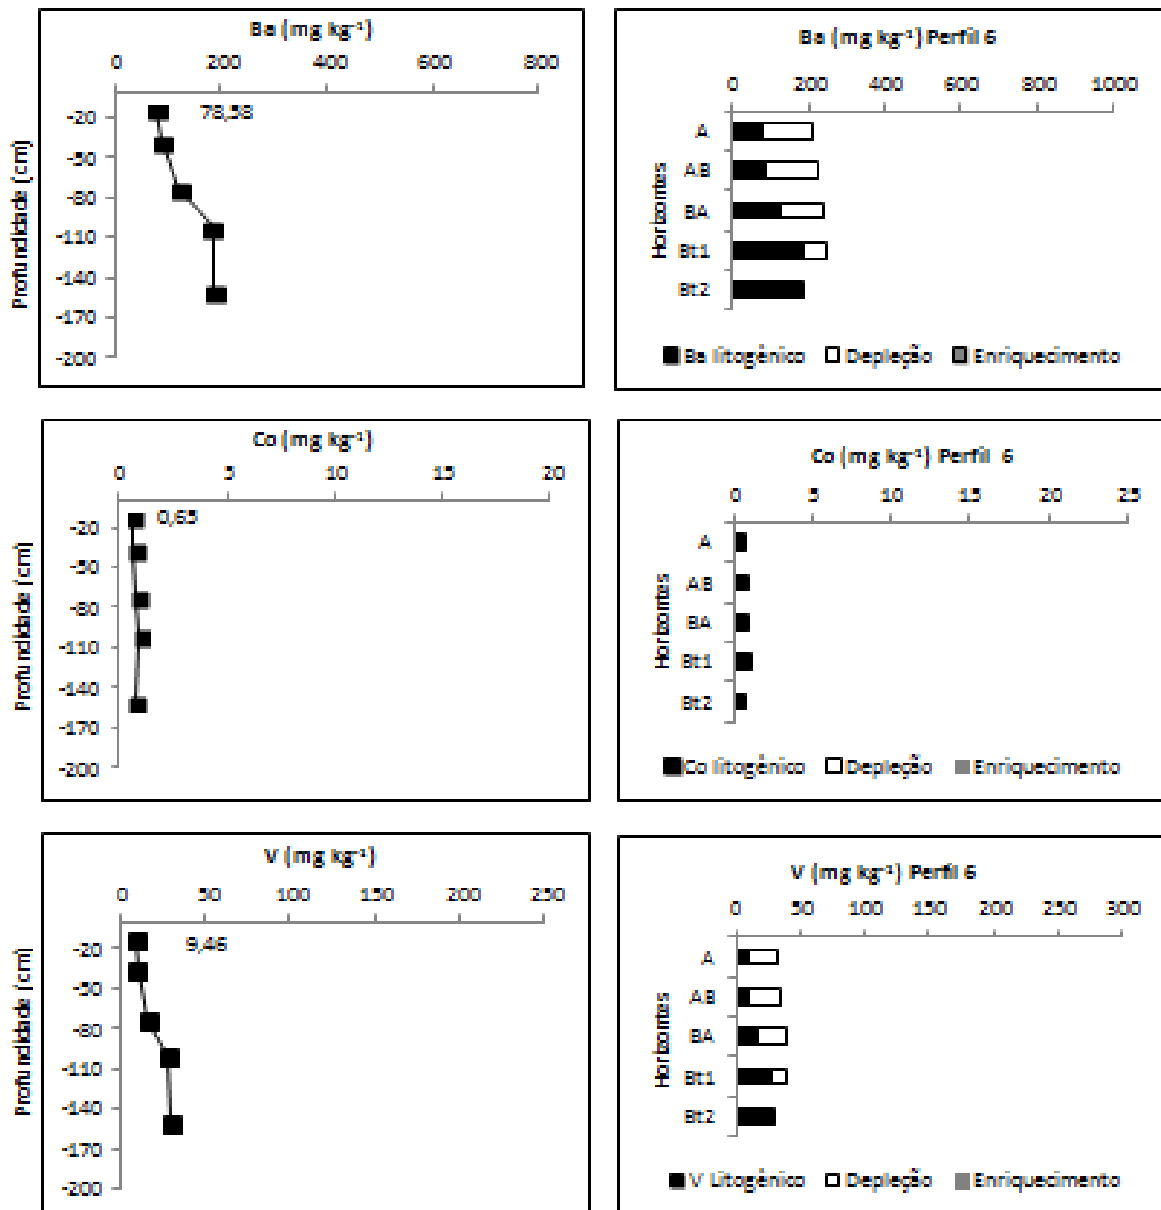 Ba (mg kg⁻¹)
0 200 400 600 800
78,58
-20
-50
-80
-110
-140
-170
-200
Profundidade (cm)
Ba (mg kg⁻¹) Perfil 6
0 200 400 600 800 1000
A
AB
BA
Bt1
Bt2
Horizontes
Ba litogênico Depleção Enriquecimento
Co (mg kg⁻¹)
0 5 10 15 20
0,65
-20
-50
-80
-110
-140
-170
-200
Profundidade (cm)
Co (mg kg⁻¹) Perfil 6
0 5 10 15 20 25
A
AB
BA
Bt1
Bt2
Horizontes
Co litogênico Depleção Enriquecimento
V (mg kg⁻¹)
0 50 100 150 200 250
9,46
-20
-50
-80
-110
-140
-170
-200
Profundidade (cm)
V (mg kg⁻¹) Perfil 6
0 50 100 150 200 250 300
A
AB
BA
Bt1
Bt2
Horizontes
V Litogênico Depleção Enriquecimento